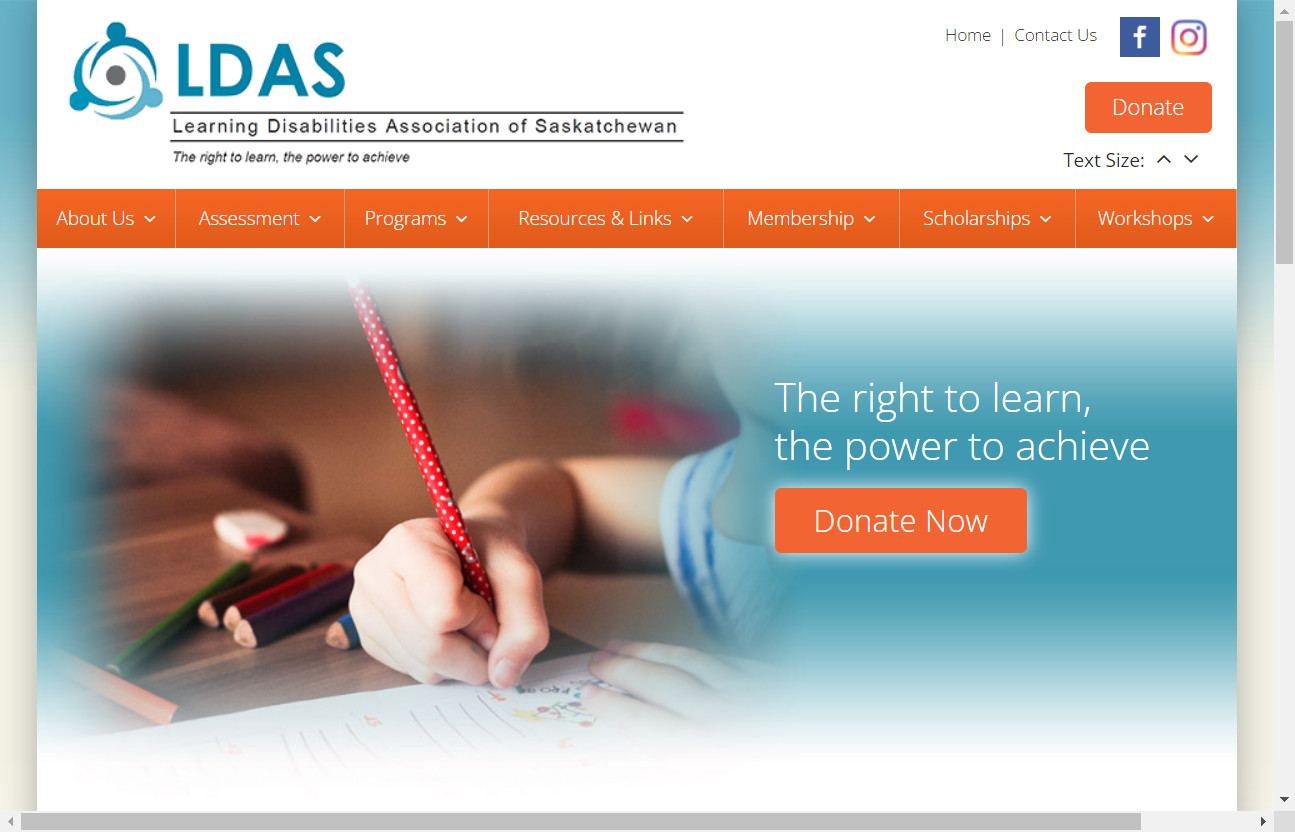 LDAS
Learning Disabilities Association of Saskatchewan
The right to learn, the power to achieve
Home | Contact Us
Donate
Text Size:
About Us
Assessment
Programs
Resources & Links
Membership
Scholarships
Workshops
The right to learn,
the power to achieve
Donate Now